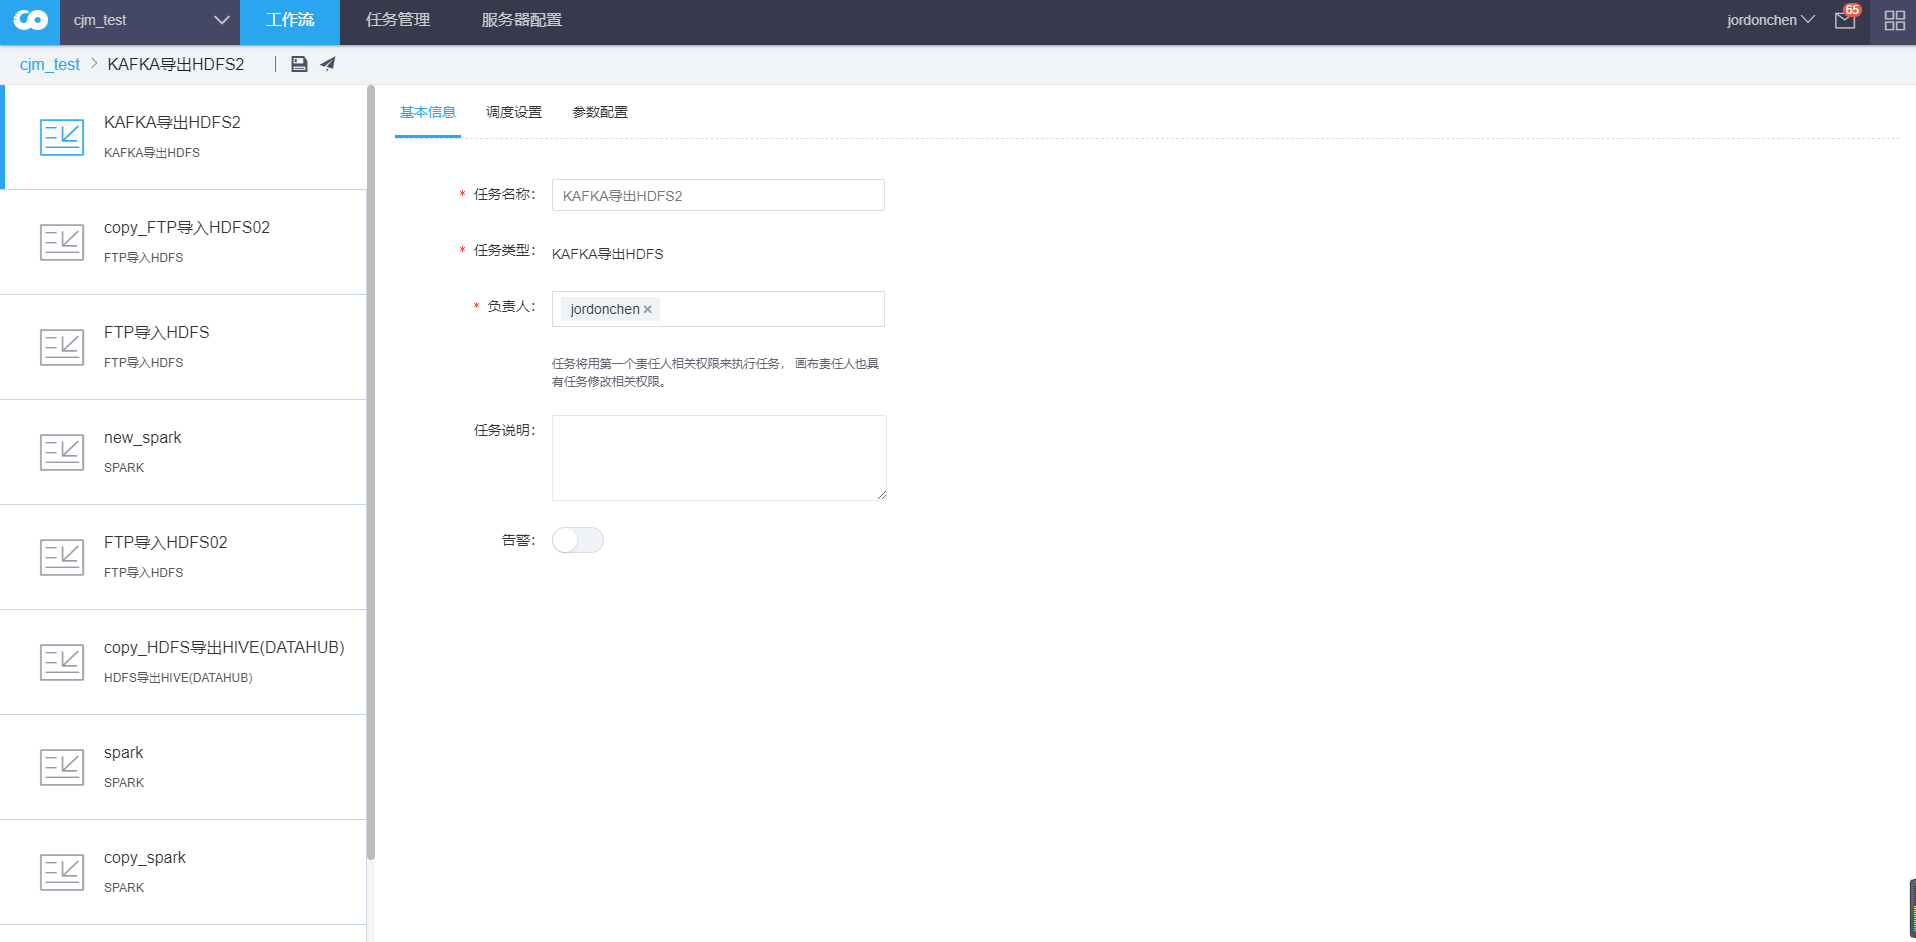 cjm_test
工作流
任务管理
服务器配置
jordonchen
65
cjm_test > KAFKA导出HDFS2
KAFKA导出HDFS2
KAFKA导出HDFS
copy_FTP导入HDFS02
FTP导入HDFS
FTP导入HDFS
FTP导入HDFS
new_spark
SPARK
FTP导入HDFS02
FTP导入HDFS
copy_HDFS导出HIVE(DATAHUB)
HDFS导出HIVE(DATAHUB)
spark
SPARK
copy_spark
SPARK
基本信息
调度设置
参数配置
* 任务名称: KAFKA导出HDFS2
* 任务类型: KAFKA导出HDFS
* 负责人: jordonchen ×
任务将用第一个责任人相关权限来执行任务， 画布责任人也具
有任务修改相关权限。
任务说明:
告警: